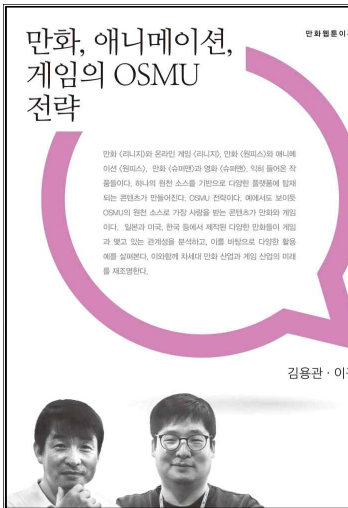 만화, 애니메이션,
게임의 OSMU
전략
만화웹툰이
만화 〈리니지〉와 온라인 게임 〈리니지〉, 만화 〈원피스〉와 애니메
이션 〈원피스〉, 만화 〈슈퍼맨〉과 영화 〈슈퍼맨〉. 익히 들어온 작
품들이다. 하나의 원천 소스를 기반으로 다양한 플랫폼에 탑재
되는 콘텐츠가 만들어진다. OSMU 전략이다. 예에서도 보이듯
OSMU의 원천 소스로 가장 사랑을 받는 콘텐츠가 만화와 게임
이다. 일본과 미국, 한국 등에서 제작된 다양한 만화들이 게임
과 맺고 있는 관계성을 분석하고, 이를 바탕으로 다양한 활용
예를 살펴본다. 이와함께 차세대 만화 산업과 게임 산업의 미래
를 재조명한다.
김용관 · 이